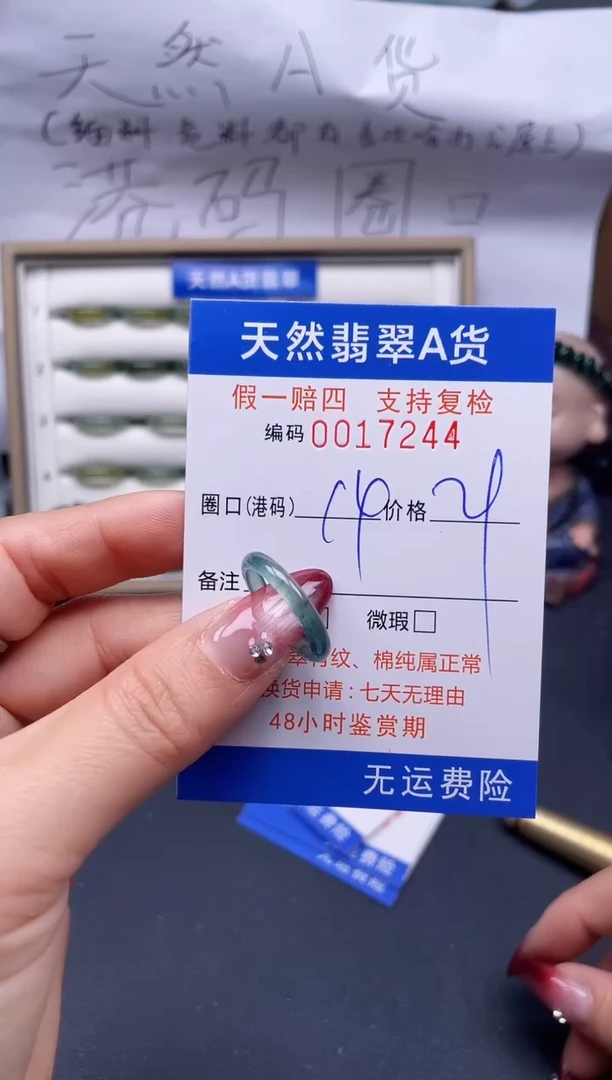 天然A货
港码圈口
天然A货翡翠
天然翡翠A货
假一赔四 支持复检
编码 0017244
圈口(港码) 14 价格
备注
微瑕□
有纹、棉纯属正常
换货申请:七天无理由
48小时鉴赏期
无运费险